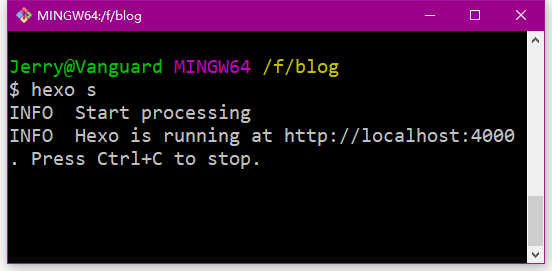 MINGW64:/f/blog
Jerry@Vanguard MINGW64 /f/blog
$ hexo s
INFO  Start processing
INFO  Hexo is running at http://localhost:4000
. Press Ctrl+C to stop.